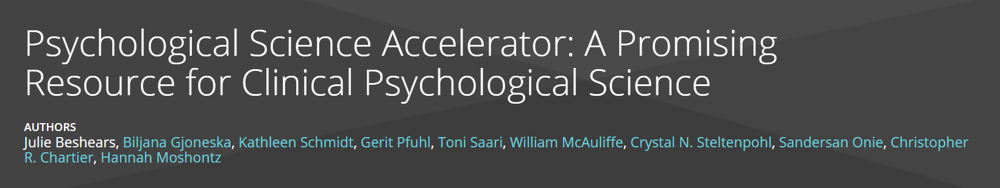 Psychological Science Accelerator: A Promising
Resource for Clinical Psychological Science
AUTHORS
Julie Beshears, Biljana Gjoneska, Kathleen Schmidt, Gerit Pfuhl, Toni Saari, William McAuliffe, Crystal N. Steltenpohl, Sandersan Onie, Christopher
R. Chartier, Hannah Moshontz